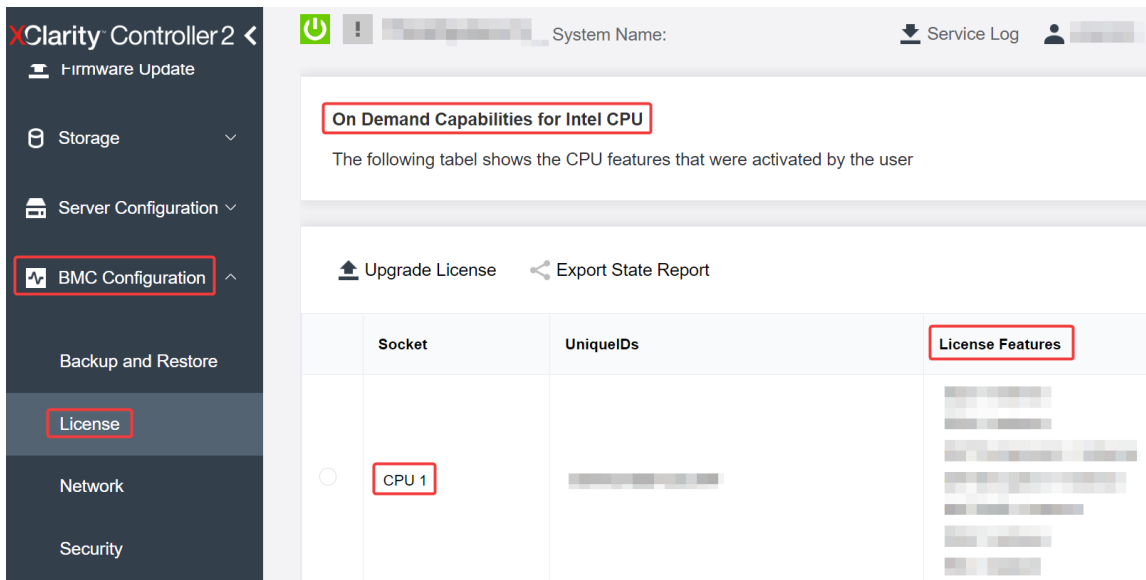 XClarity™ Controller 2
Firmware Update
Storage
Server Configuration
BMC Configuration
Backup and Restore
License
Network
Security
System Name:
Service Log
On Demand Capabilities for Intel CPU
The following tabel shows the CPU features that were activated by the user
Upgrade License
Export State Report
Socket
UniqueIDs
License Features
CPU 1